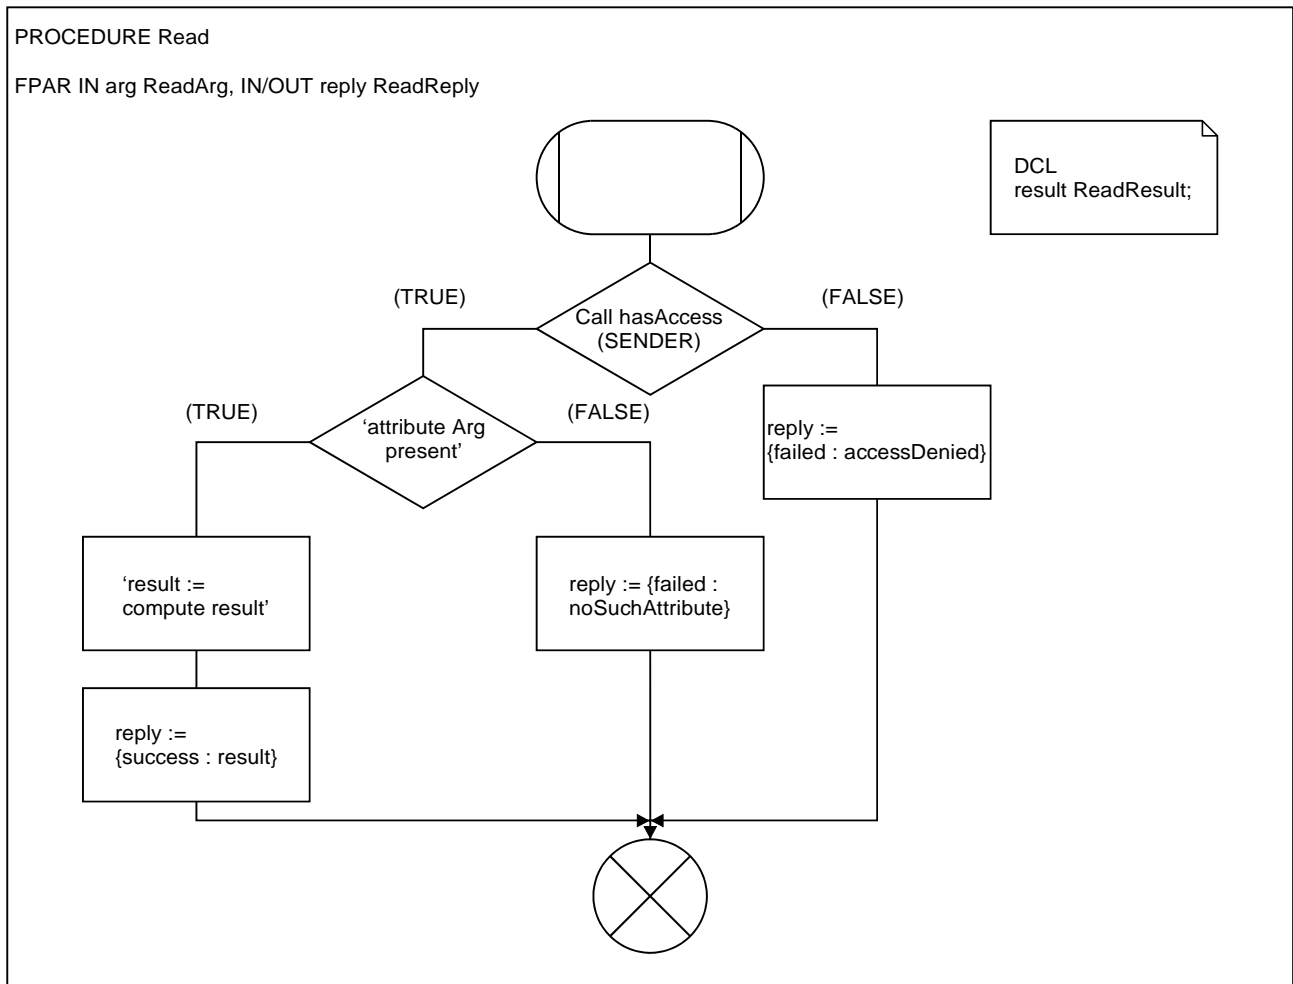 PROCEDURE Read
FPAR IN arg ReadArg, IN/OUT reply ReadReply
DCL
result ReadResult;
(TRUE)
(FALSE)
Call hasAccess
(SENDER)
(TRUE)
(FALSE)
‘attribute Arg
present’
reply :=
{failed : accessDenied}
‘result :=
compute result’
reply := {failed :
noSuchAttribute}
reply :=
{success : result}